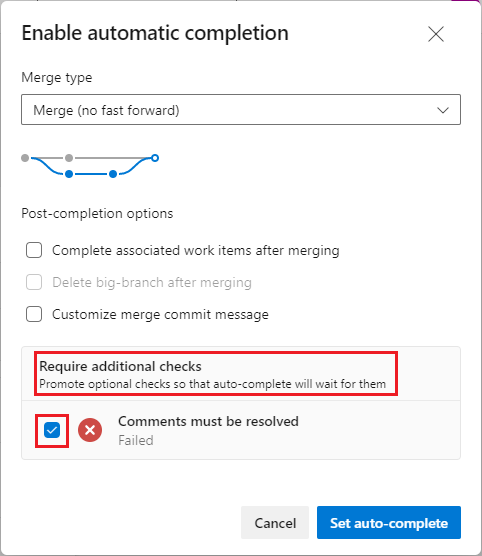 Enable automatic completion
Merge type
Merge (no fast forward)
Post-completion options
Complete associated work items after merging
Delete big-branch after merging
Customize merge commit message
Require additional checks
Promote optional checks so that auto-complete will wait for them
Comments must be resolved
Failed
Cancel
Set auto-complete